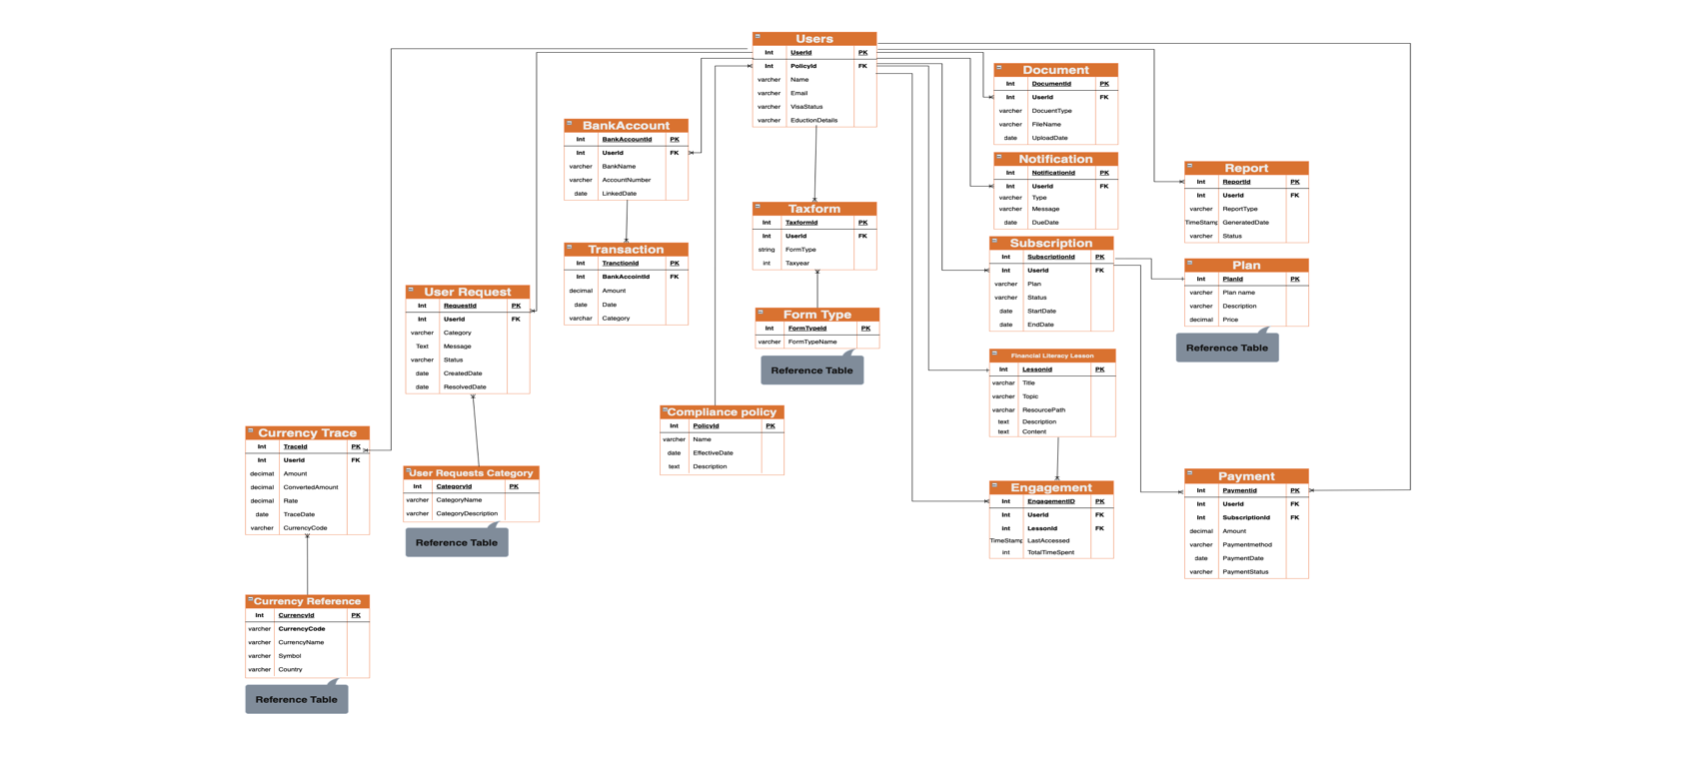 Users
Int UserId PK
Int PolicyId FK
varcher Name
varcher Email
varcher VisaStatus
varcher EductionDetails
Document
Int DocumentId PK
Int UserId FK
varcher DocuentType
varcher FileName
date UploadDate
BankAccount
Int BankAccountId PK
Int UserId FK
varcher BankName
varcher AccountNumber
date LinkedDate
Notification
Int NotificationId PK
Int UserId FK
varcher Type
varcher Message
date DueDate
Report
Int ReportId PK
Int UserId FK
varcher ReportType
TimeStamp GeneratedDate
varcher Status
Taxform
Int TaxformId PK
Int UserId FK
string FormType
int Taxyear
Transaction
Int TranctionId PK
Int BankAccointId FK
decimal Amount
date Date
varchar Category
Subscription
Int SubscriptionId PK
Int UserId FK
varcher Plan
varcher Status
date StartDate
date EndDate
Plan
Int PlanId PK
varcher Plan name
varcher Description
decimal Price
Reference Table
User Request
Int RequestId PK
Int UserId FK
varcher Category
Text Message
varcher Status
date CreatedDate
date ResolvedDate
Form Type
Int FormTypeId PK
varcher FormTypeName
Reference Table
Financial Literacy Lesson
Int LessonId PK
varchar Title
varcher Topic
varchar ResourcePath
text Description
text Content
Compliance policy
Int PolicyId PK
varcher Name
date EffectiveDate
text Description
Currency Trace
Int TraceId PK
Int UserId FK
decimal Amount
decimal ConvertedAmount
decimal Rate
date TraceDate
varcher CurrencyCode
User Requests Category
Int CategoryId PK
varcher CategoryName
varcher CategoryDescription
Reference Table
Engagement
Int EngagementID PK
Int UserId FK
Int LessonId FK
TimeStamp LastAccessed
int TotalTimeSpent
Payment
Int PaymentId PK
Int UserId FK
Int SubscriptionId FK
decimal Amount
varcher Paymentmethod
date PaymentDate
varcher PaymentStatus
Currency Reference
Int CurrencyId PK
varcher CurrencyCode
varcher CurrencyName
varcher Symbol
varcher Country
Reference Table